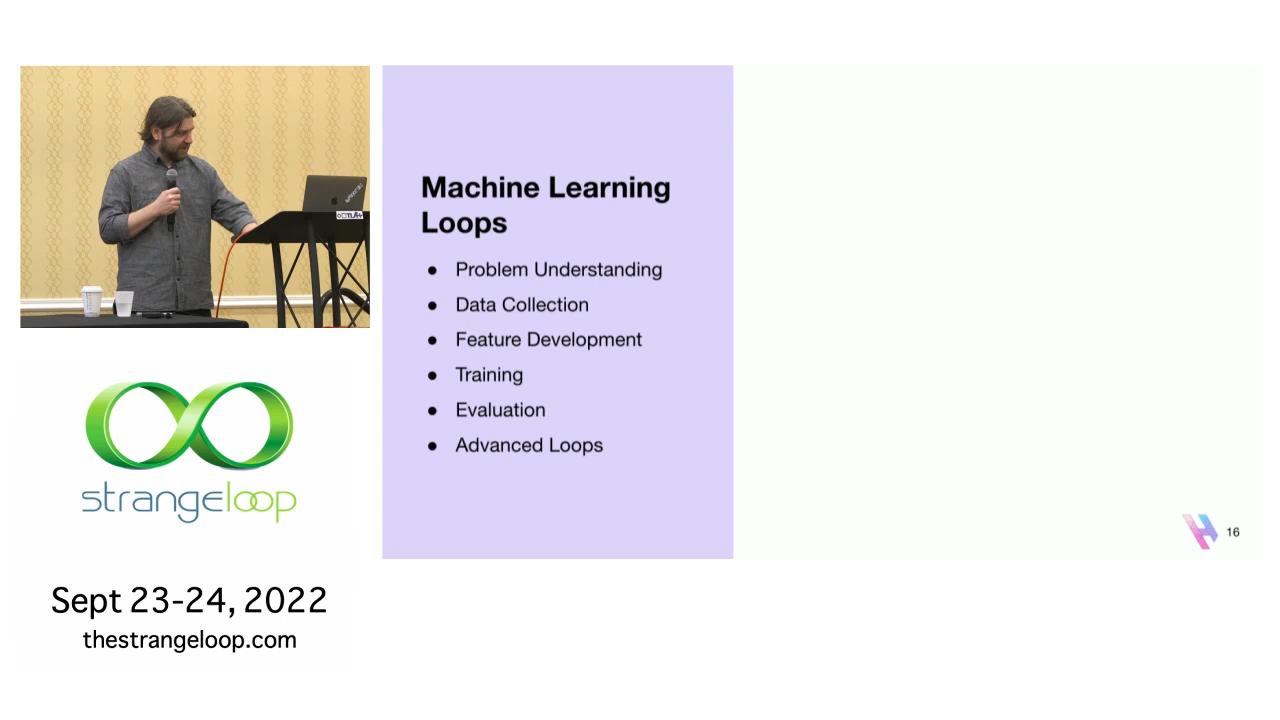 Machine Learning
Loops
● Problem Understanding
● Data Collection
● Feature Development
● Training
● Evaluation
● Advanced Loops
16
strangeloop
Sept 23-24, 2022
thestrangeloop.com